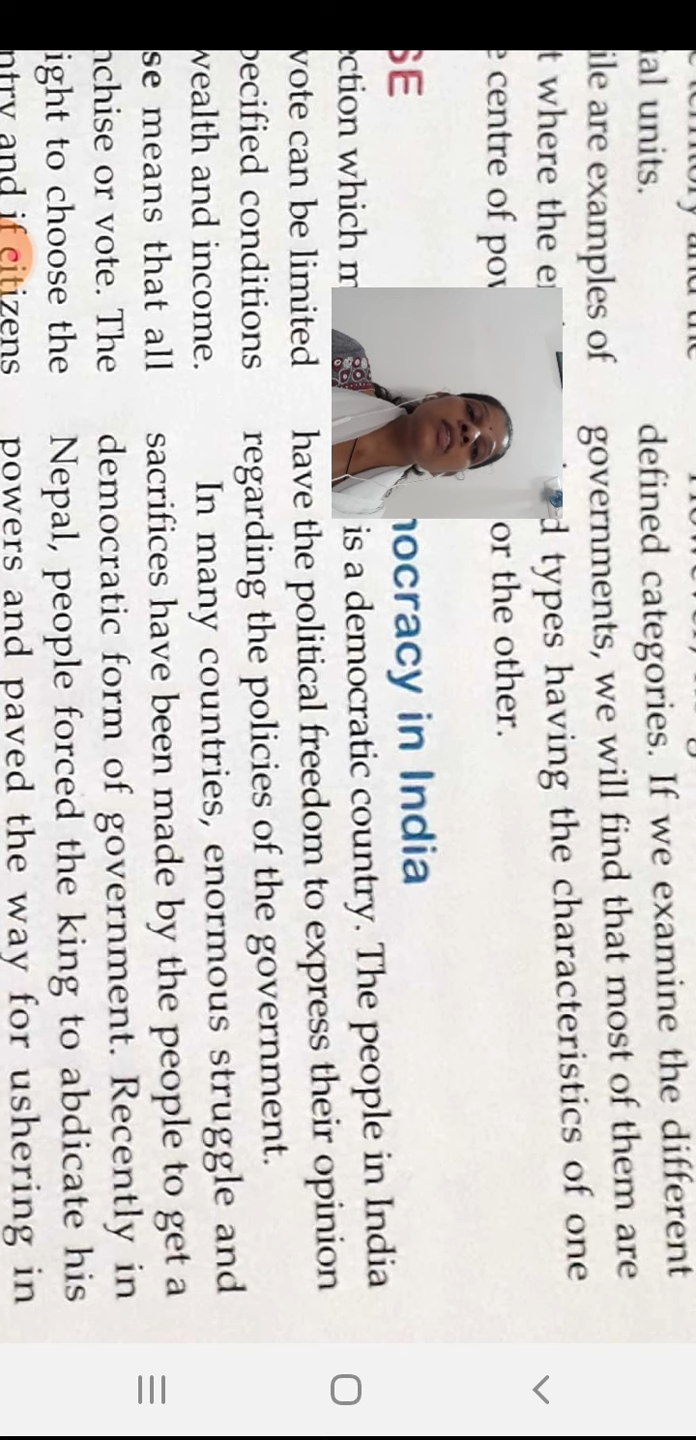 ial units.
ile are examples of
t where the
e centre of
SE
ection which
vote can be limited
pecified conditions
wealth and income.
se means that all
nchise or vote. The
ight to choose the
ntry and if citizens
defined categories. If we examine the different
governments, we will find that most of them are
d types having the characteristics of one
or the other.
nocracy in India
is a democratic country. The people in India
have the political freedom to express their opinion
regarding the policies of the government.
In many countries, enormous struggle and
sacrifices have been made by the people to get a
democratic form of government. Recently in
Nepal, people forced the king to abdicate his
powers and paved the way for ushering in